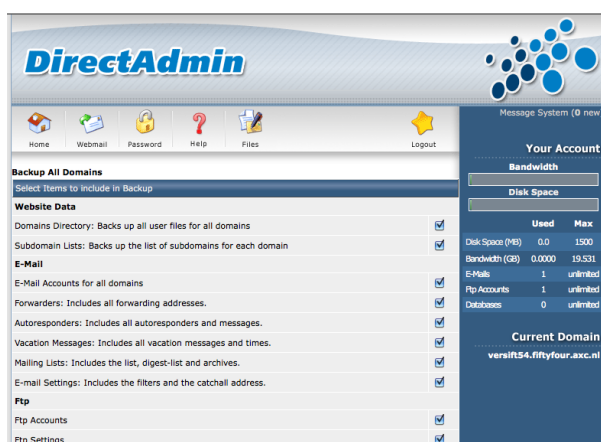 DirectAdmin
Message System (0 new
Home Webmail Password Help Files Logout
Your Account
Bandwidth
Disk Space
Used Max
Disk Space (MB) 0.0 1500
Bandwidth (GB) 0.0000 19.531
E-Mails 1 unlimited
Ftp Accounts 1 unlimited
Databases 0 unlimited
Current Domain
versift54.fiftyfour.axc.nl
Backup All Domains
Select Items to include in Backup
Website Data
Domains Directory: Backs up all user files for all domains
Subdomain Lists: Backs up the list of subdomains for each domain
E-Mail
E-Mail Accounts for all domains
Forwarders: Includes all forwarding addresses.
Autoresponders: Includes all autoresponders and messages.
Vacation Messages: Includes all vacation messages and times.
Mailing Lists: Includes the list, digest-list and archives.
E-mail Settings: Includes the filters and the catchall address.
Ftp
Ftp Accounts
Ftp Settings